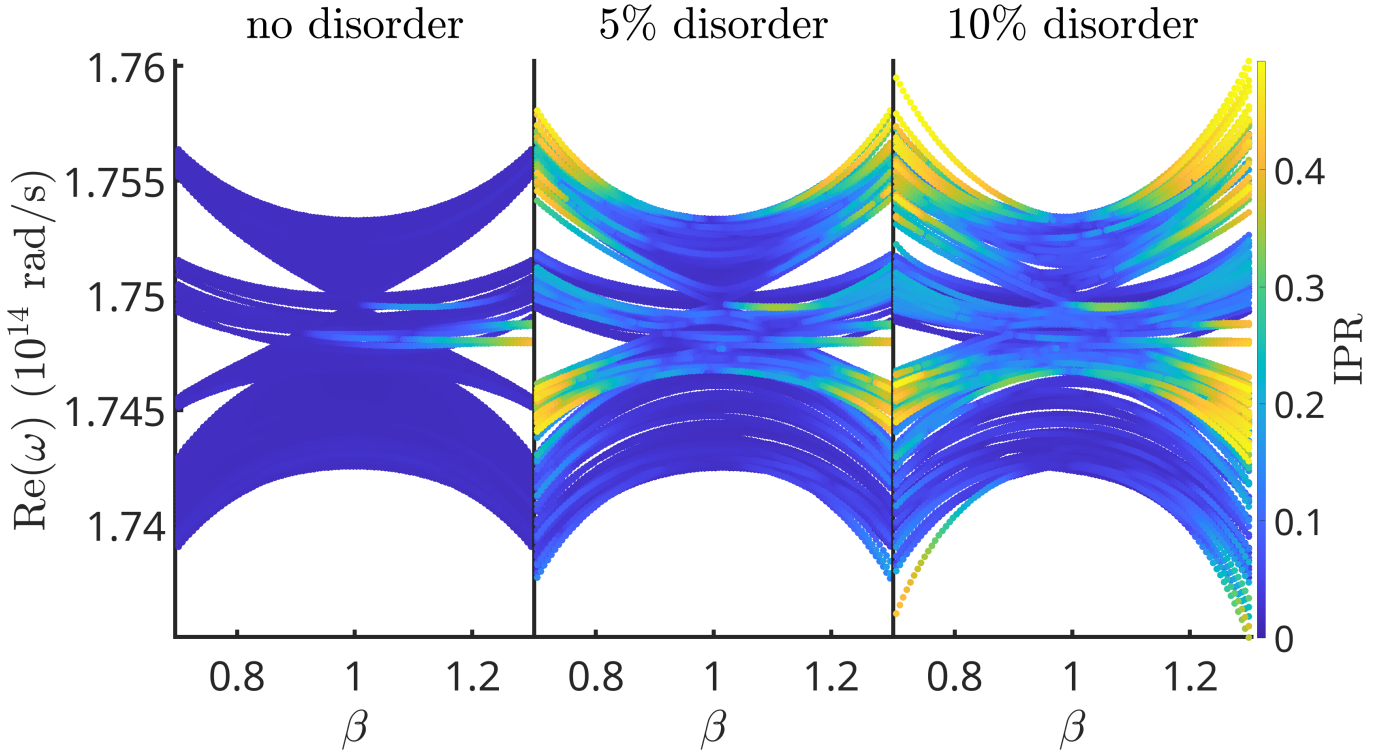 no disorder 5% disorder 10% disorder
1.76
1.755
1.75
1.745
1.74
Re(ω) (10¹⁴ rad/s)
0.8 1 1.2 0.8 1 1.2 0.8 1 1.2
β β β
0.4
0.3
0.2
0.1
0
IPR